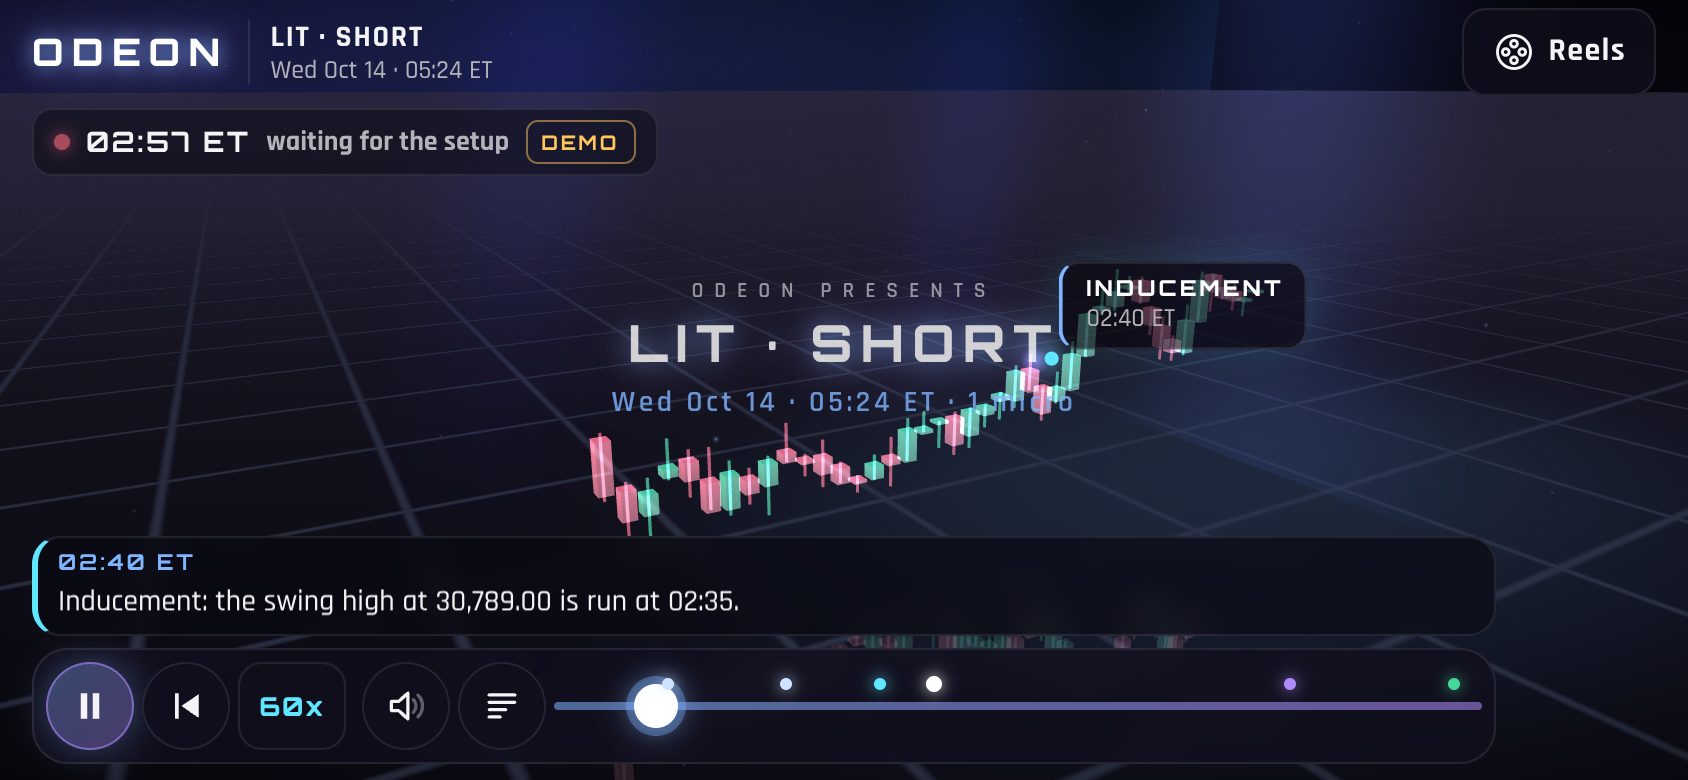 ODEON
LIT · SHORT
Wed Oct 14 · 05:24 ET
Reels
02:57 ET waiting for the setup DEMO
ODEON PRESENTS
LIT · SHORT
Wed Oct 14 · 05:24 ET · 1 micro
INDUCEMENT
02:40 ET
02:40 ET
Inducement: the swing high at 30,789.00 is run at 02:35.
60x